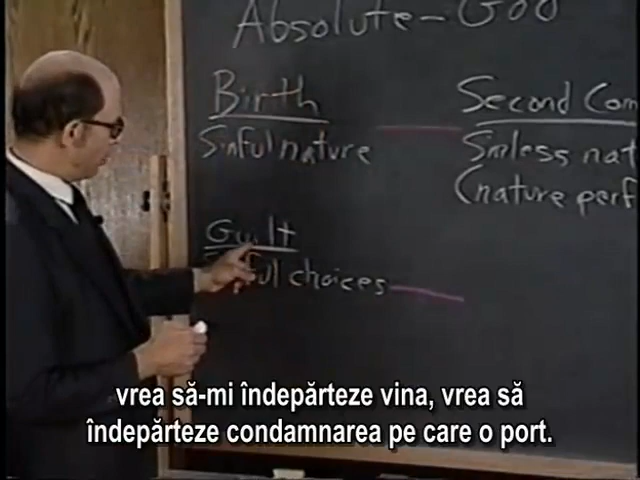 Absolute – God
Birth
Sinful nature
Second Com
Sinless nat
(nature perf
Guilt
Sinful choices
vrea să-mi îndepărteze vina, vrea să
îndepărteze condamnarea pe care o port.